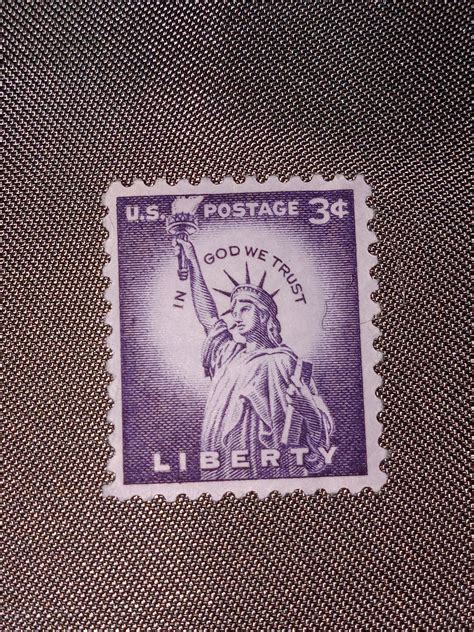 U.S. POSTAGE 3¢
IN GOD WE TRUST
LIBERTY